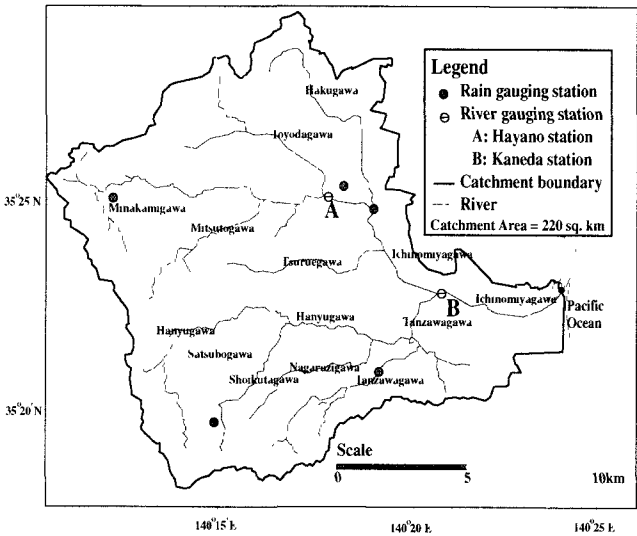 Legend
Rain gauging station
River gauging station
A: Hayano station
B: Kaneda station
Catchment boundary
River
Catchment Area = 220 sq. km
Hakugawa
Toyodagawa
35°25'N
Minakamigawa
A
Mitsutogawa
Ichinomiyagawa
Tsuruegawa
Ichinomiyagawa
B
Pacific
Ocean
Hanyugawa
Tanzawagawa
Hanyugawa
Satsubogawa
Nagaruzigawa
Shoikutagawa
Tanzawagawa
35°20'N
Scale
0
5
10km
140°15'E
140°20'E
140°25'E